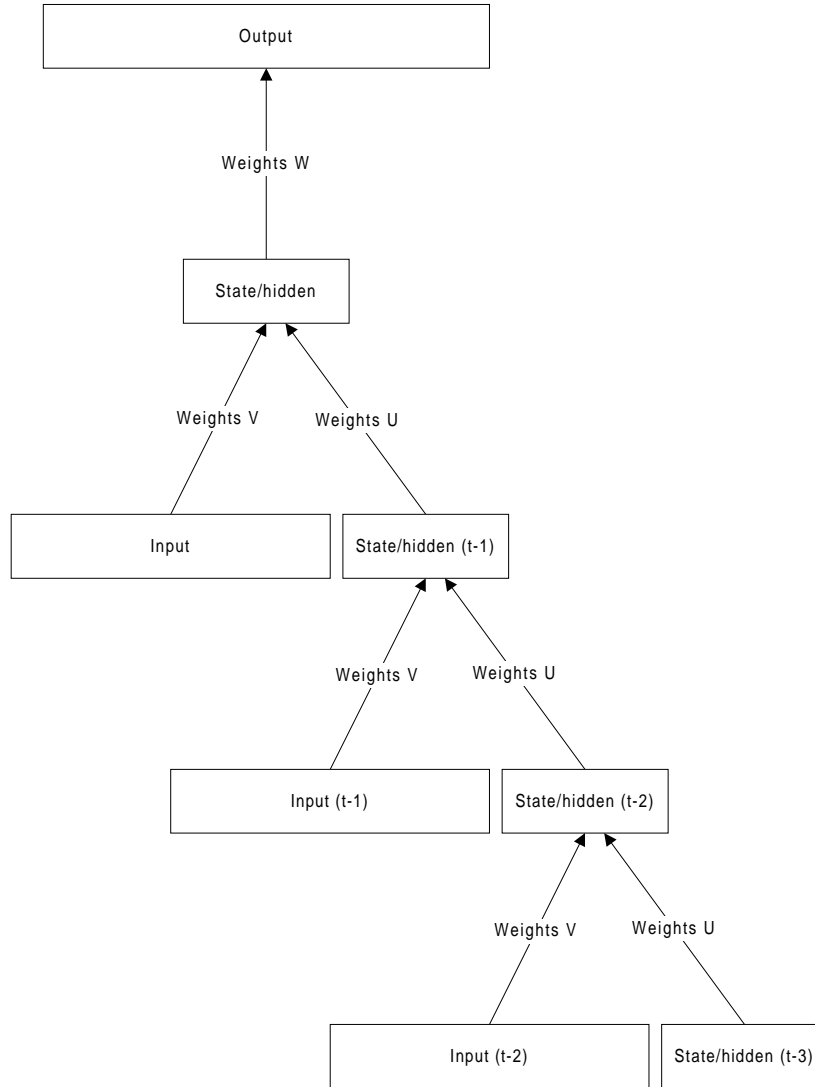 Output
Weights W
State/hidden
Weights V
Weights U
Input
State/hidden (t-1)
Weights V
Weights U
Input (t-1)
State/hidden (t-2)
Weights V
Weights U
Input (t-2)
State/hidden (t-3)